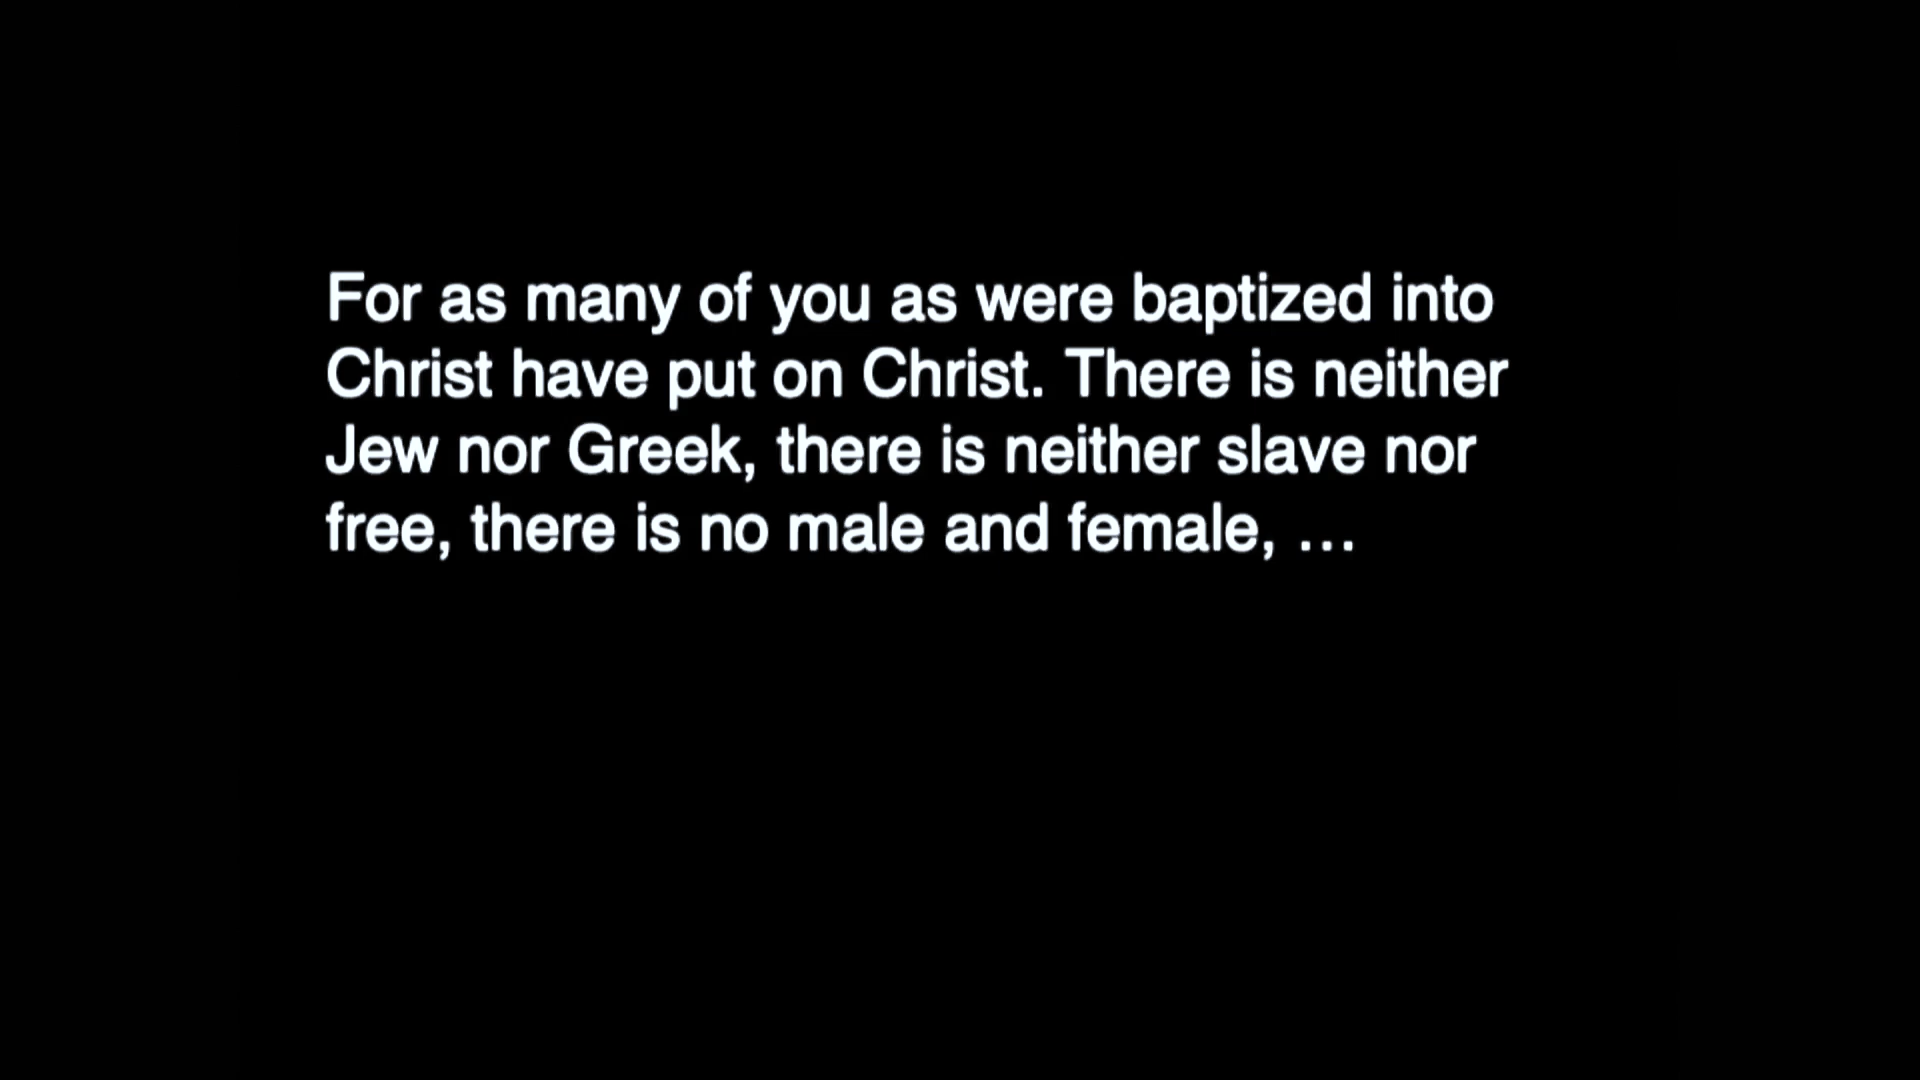 For as many of you as were baptized into
Christ have put on Christ. There is neither
Jew nor Greek, there is neither slave nor
free, there is no male and female, …